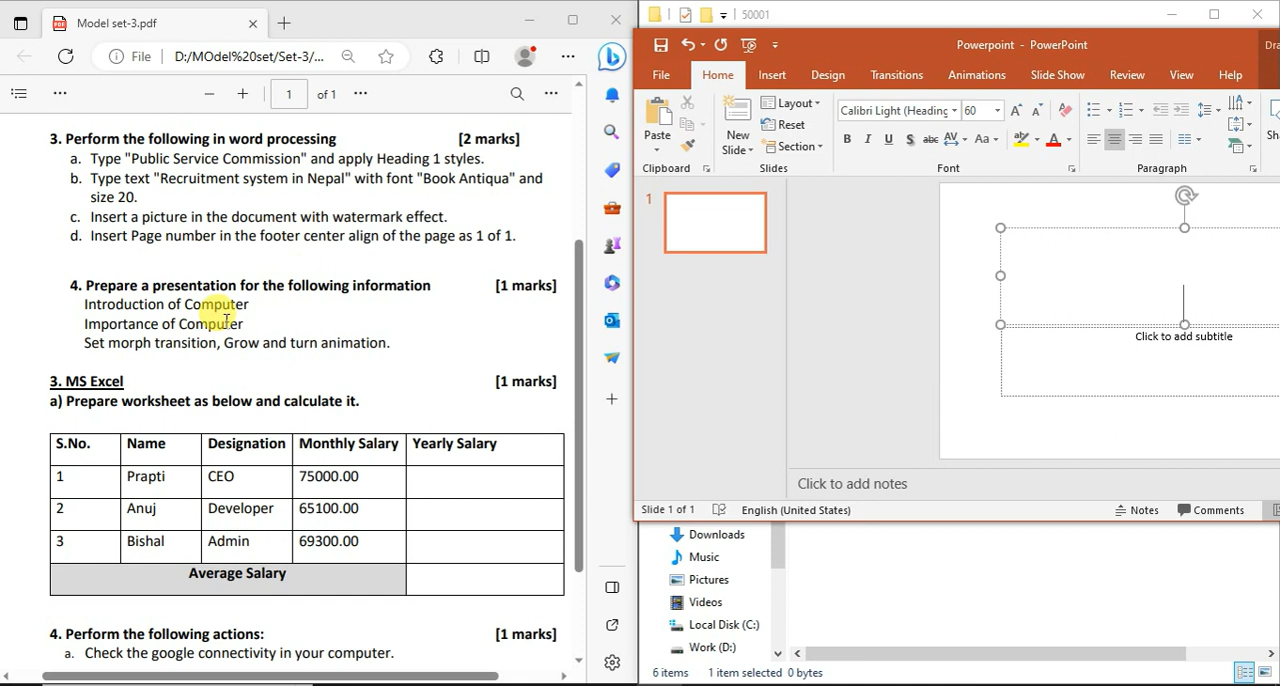 Model set-3.pdf
File
D:/MOdel%20set/Set-3/...
1
of 1
3. Perform the following in word processing [2 marks]
a. Type "Public Service Commission" and apply Heading 1 styles.
b. Type text "Recruitment system in Nepal" with font "Book Antiqua" and
size 20.
c. Insert a picture in the document with watermark effect.
d. Insert Page number in the footer center align of the page as 1 of 1.
4. Prepare a presentation for the following information [1 marks]
Introduction of Computer
Importance of Computer
Set morph transition, Grow and turn animation.
3. MS Excel [1 marks]
a) Prepare worksheet as below and calculate it.
S.No. Name Designation Monthly Salary Yearly Salary
1 Prapti CEO 75000.00
2 Anuj Developer 65100.00
3 Bishal Admin 69300.00
Average Salary
4. Perform the following actions: [1 marks]
a. Check the google connectivity in your computer.
50001
Powerpoint - PowerPoint
Dra
File Home Insert Design Transitions Animations Slide Show Review View Help
Paste
Clipboard
New
Slide
Layout
Reset
Section
Slides
Calibri Light (Heading 60
B I U S abc AV Aa A
Font
Paragraph
Sha
1
Click to add subtitle
Click to add notes
Slide 1 of 1 English (United States) Notes Comments
Downloads
Music
Pictures
Videos
Local Disk (C:)
Work (D:)
6 items 1 item selected 0 bytes